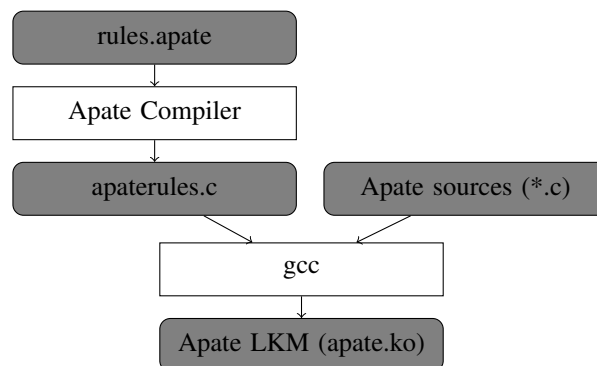 rules.apate
Apate Compiler
apaterules.c
Apate sources (*.c)
gcc
Apate LKM (apate.ko)